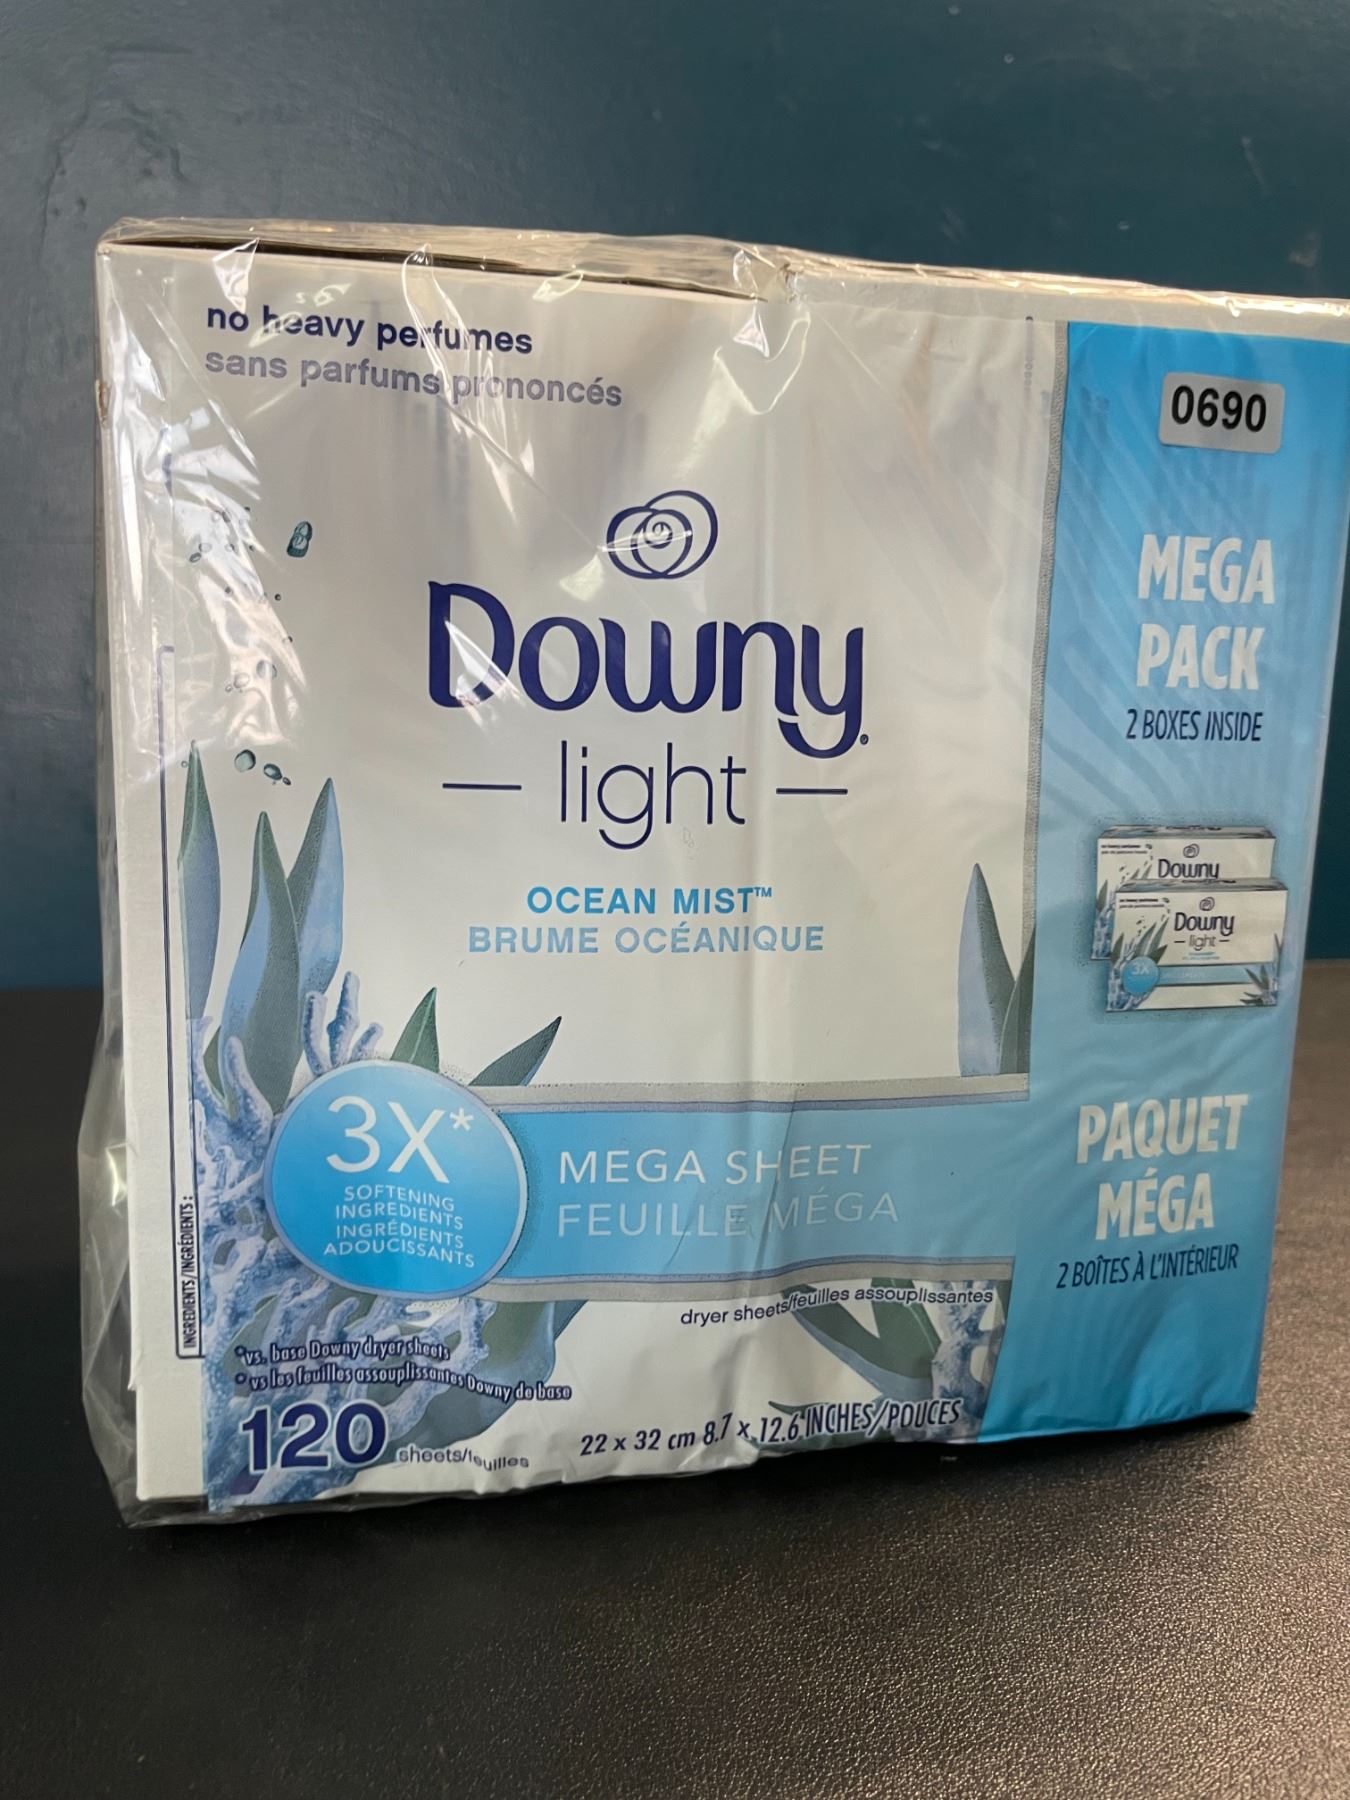 no heavy perfumes
sans parfums prononcés
Downy
light
OCEAN MIST™
BRUME OCÉANIQUE
3X*
SOFTENING
INGREDIENTS
INGRÉDIENTS
ADOUCISSANTS
MEGA SHEET
FEUILLE MÉGA
dryer sheets/feuilles assouplissantes
*vs. base Downy dryer sheets
*vs les feuilles assouplissantes Downy de base
120 sheets/feuilles
22 x 32 cm 8.7 x 12.6 INCHES/POUCES
INGREDIENTS/INGRÉDIENTS:
0690
MEGA
PACK
2 BOXES INSIDE
Downy
Downy
light
3X
PAQUET
MÉGA
2 BOÎTES À L'INTÉRIEUR